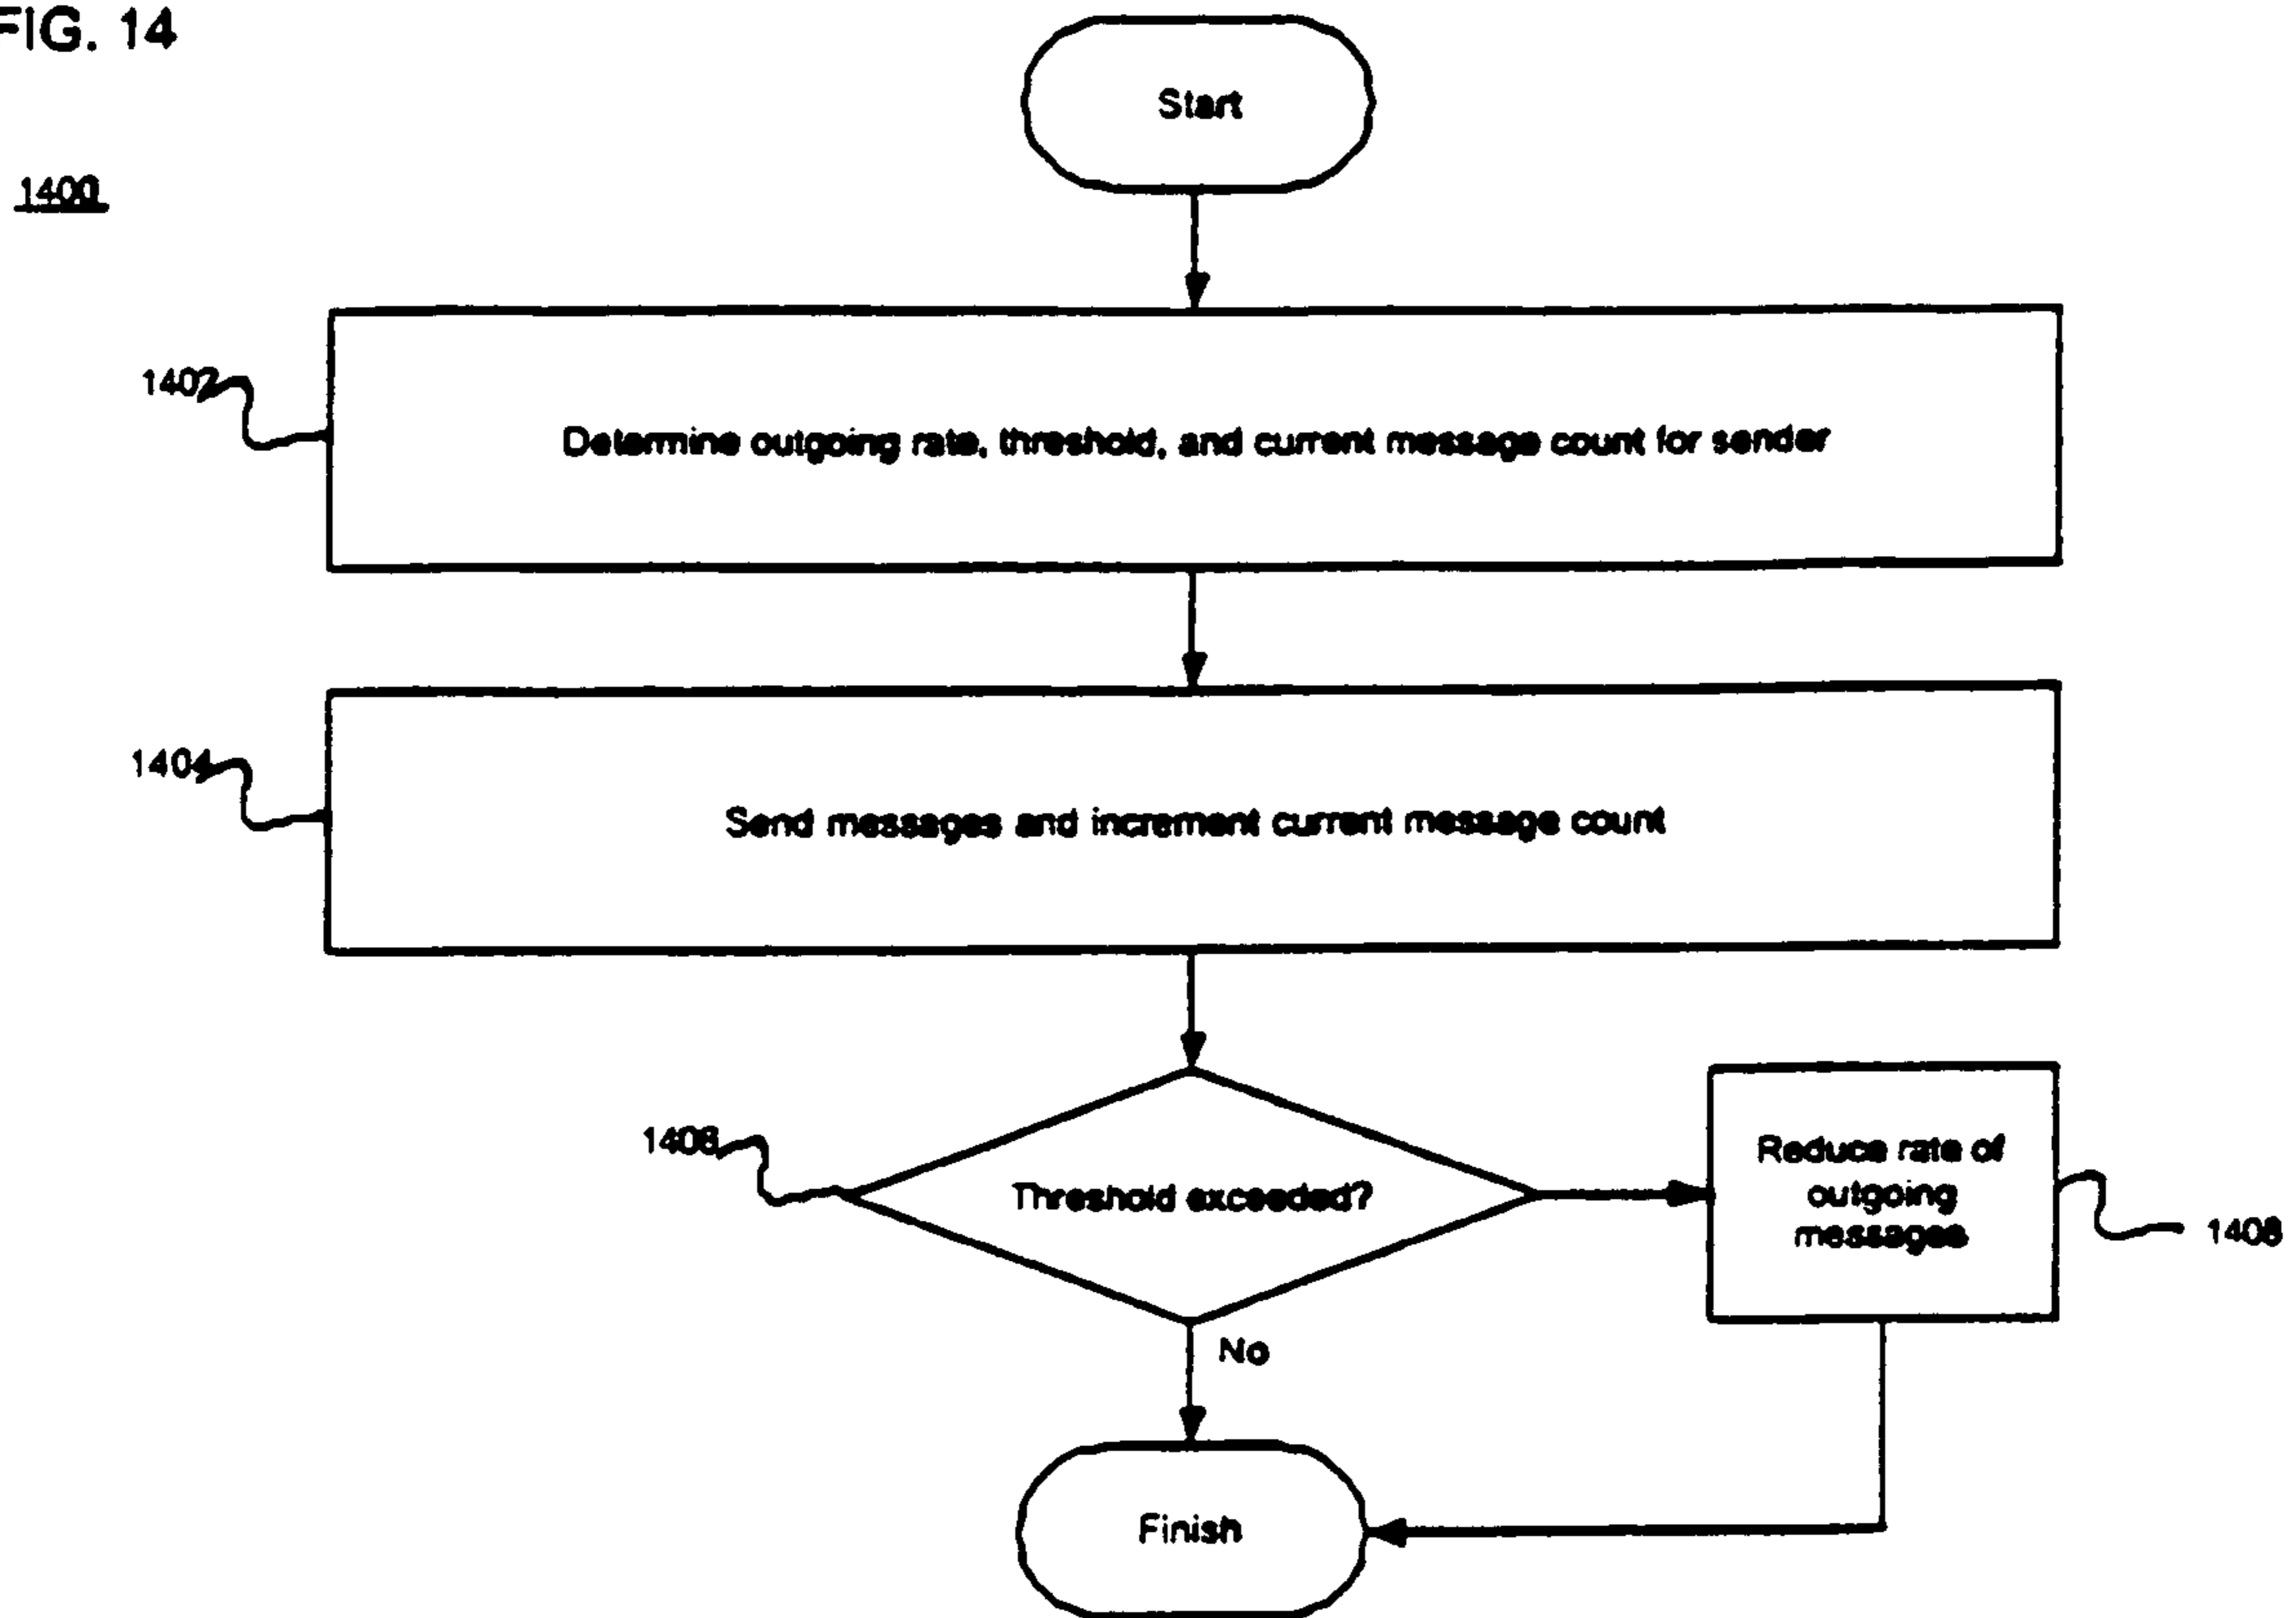 FIG. 14
1400
Start
1402
Determine outgoing rate, threshold, and current message count for sender
1404
Send messages and increment current message count
1406
Threshold exceeded?
Reduce rate of
outgoing
messages
1408
No
Finish